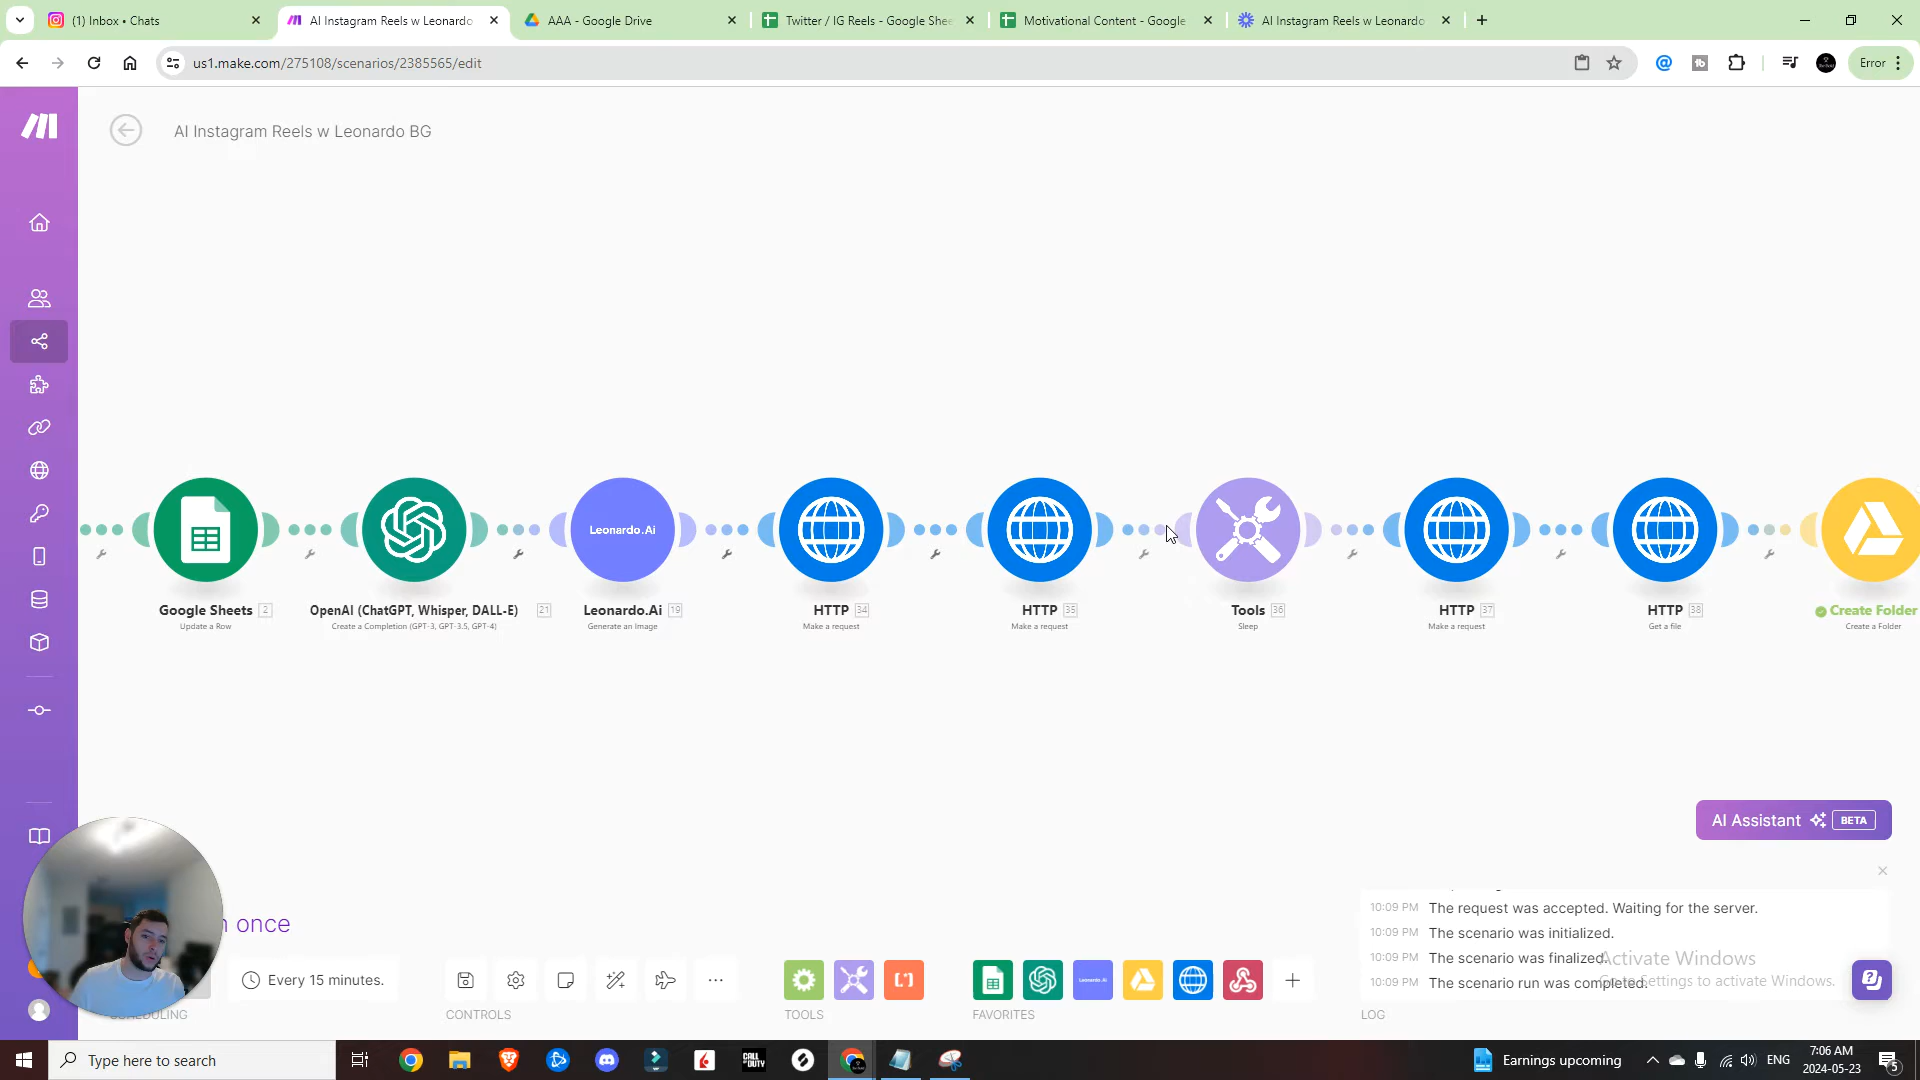 (1) Inbox • Chats
AI Instagram Reels w Leonardo
AAA - Google Drive
Twitter / IG Reels - Google Shee
Motivational Content - Google
AI Instagram Reels w Leonardo
us1.make.com/275108/scenarios/2385565/edit
Error
AI Instagram Reels w Leonardo BG
Leonardo.Ai
Google Sheets 2
Update a Row
OpenAI (ChatGPT, Whisper, DALL-E) 21
Create a Completion (GPT-3, GPT-3.5, GPT-4)
Leonardo.Ai 19
Generate an Image
HTTP 34
Make a request
HTTP 35
Make a request
Tools 36
Sleep
HTTP 37
Make a request
HTTP 38
Get a file
Create Folder
Create a Folder
AI Assistant BETA
once
10:09 PM The request was accepted. Waiting for the server.
10:09 PM The scenario was initialized.
10:09 PM The scenario was finalized.
10:09 PM The scenario run was completed.
Activate Windows
Go to Settings to activate Windows.
Every 15 minutes.
CONTROLS
TOOLS
FAVORITES
LOG
Type here to search
CALL OF DUTY
Earnings upcoming
ENG
7:06 AM
2024-05-23
5